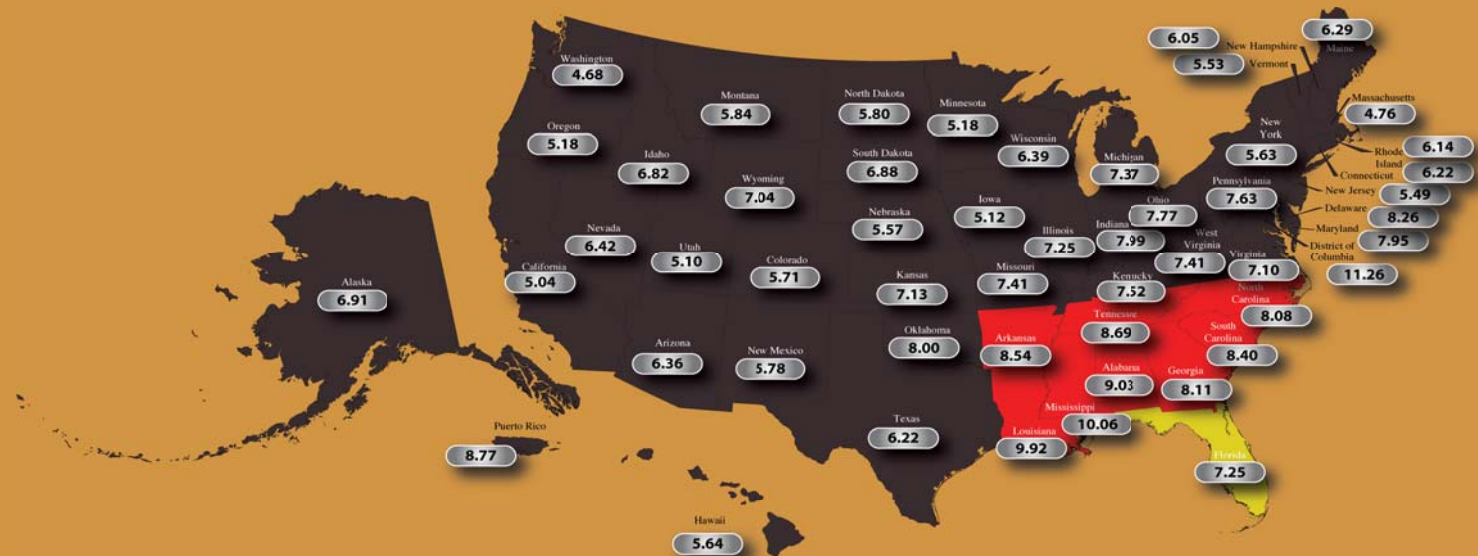 6.29
Maine
6.05
New Hampshire
5.53
Vermont
Washington
4.68
Montana
5.84
North Dakota
5.80
Minnesota
5.18
Massachusetts
4.76
Oregon
5.18
Idaho
6.82
Wyoming
7.04
South Dakota
6.88
Wisconsin
6.39
Michigan
7.37
New
York
5.63
Rhode
Island
6.14
Connecticut
6.22
New Jersey
5.49
Pennsylvania
7.63
Delaware
8.26
Maryland
7.95
District of
Columbia
11.26
Nebraska
5.57
Iowa
5.12
Illinois
7.25
Indiana
7.99
Ohio
7.77
West
Virginia
7.41
Virginia
7.10
Nevada
6.42
Utah
5.10
Colorado
5.71
California
5.04
Kansas
7.13
Missouri
7.41
Kenucky
7.52
North
Carolina
8.08
Alaska
6.91
Arizona
6.36
New Mexico
5.78
Oklahoma
8.00
Arkansas
8.54
Tennessee
8.69
South
Carolina
8.40
Alabana
9.03
Georgia
8.11
Mississippi
10.06
Texas
6.22
Louisiana
9.92
Florida
7.25
Puerto Rico
8.77
Hawaii
5.64